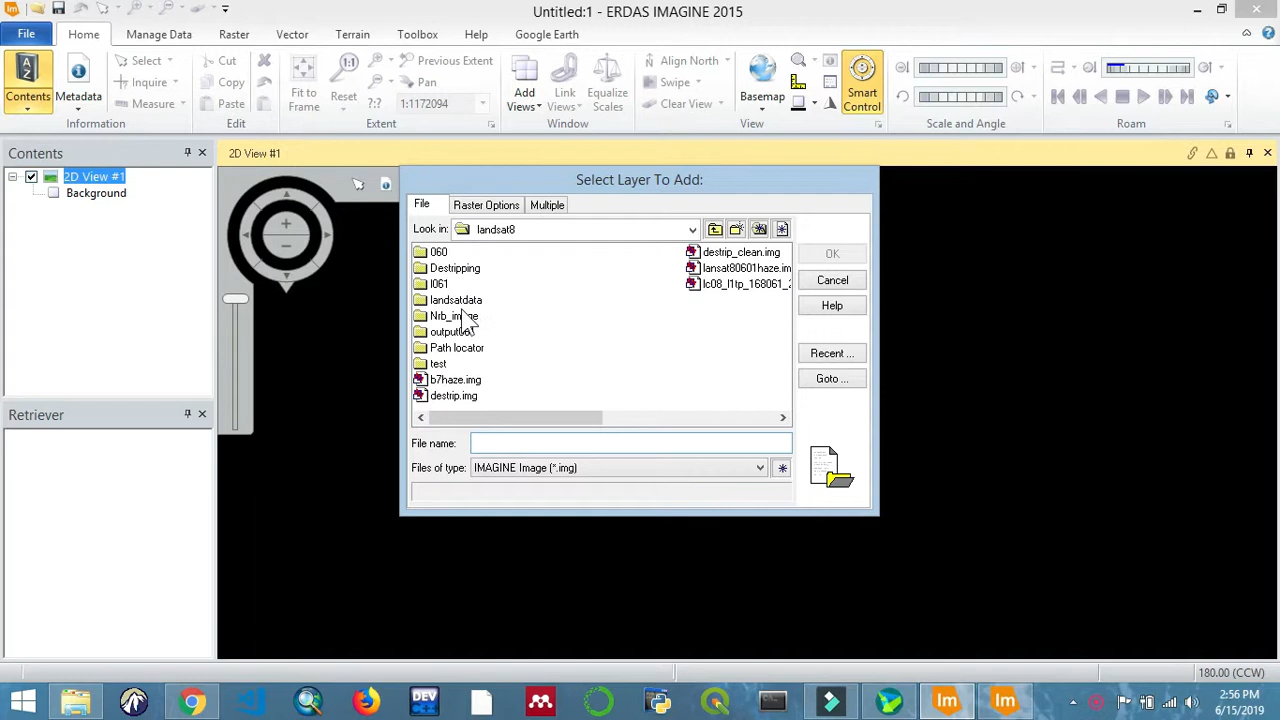 Untitled:1 - ERDAS IMAGINE 2015
File Home Manage Data Raster Vector Terrain Toolbox Help Google Earth
Contents
Metadata
Select
Inquire
Measure
Information
Cut
Copy
Paste
Edit
Fit to Frame
Reset
?:?
Previous Extent
Pan
1:1172094
Extent
Add Views
Link Views
Equalize Scales
Window
Align North
Swipe
Clear View
Basemap
Smart Control
View
Scale and Angle
Roam
Contents
2D View #1
Background
Retriever
2D View #1
Select Layer To Add:
File Raster Options Multiple
Look in: landsat8
060
Destripping
l061
landsatdata
Path locator
test
b7haze.img
destrip.img
destrip_clean.img
lansat80601haze.im
lc08_l1tp_168061_2
OK
Cancel
Help
Recent ...
Goto ...
File name:
Files of type: IMAGINE Image (*.img)
180.00 (CCW)
DEV C++
Im
Im
2:56 PM
6/15/2019